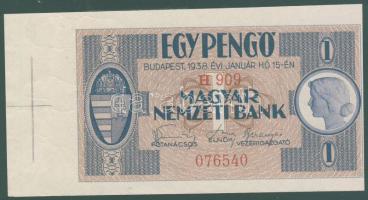 EGY PENGŐ
BUDAPEST, 1938. ÉVI JANUÁR HÓ 15-ÉN
1
H 909
MAGYAR
NEMZETI BANK
FŐTANÁCSOS ELNÖK VEZÉRIGAZGATÓ
076540
1